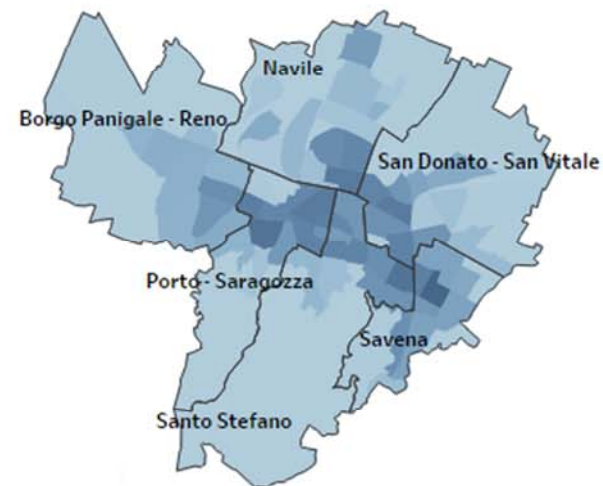 Navile
Borgo Panigale - Reno
San Donato - San Vitale
Porto - Saragozza
Savena
Santo Stefano